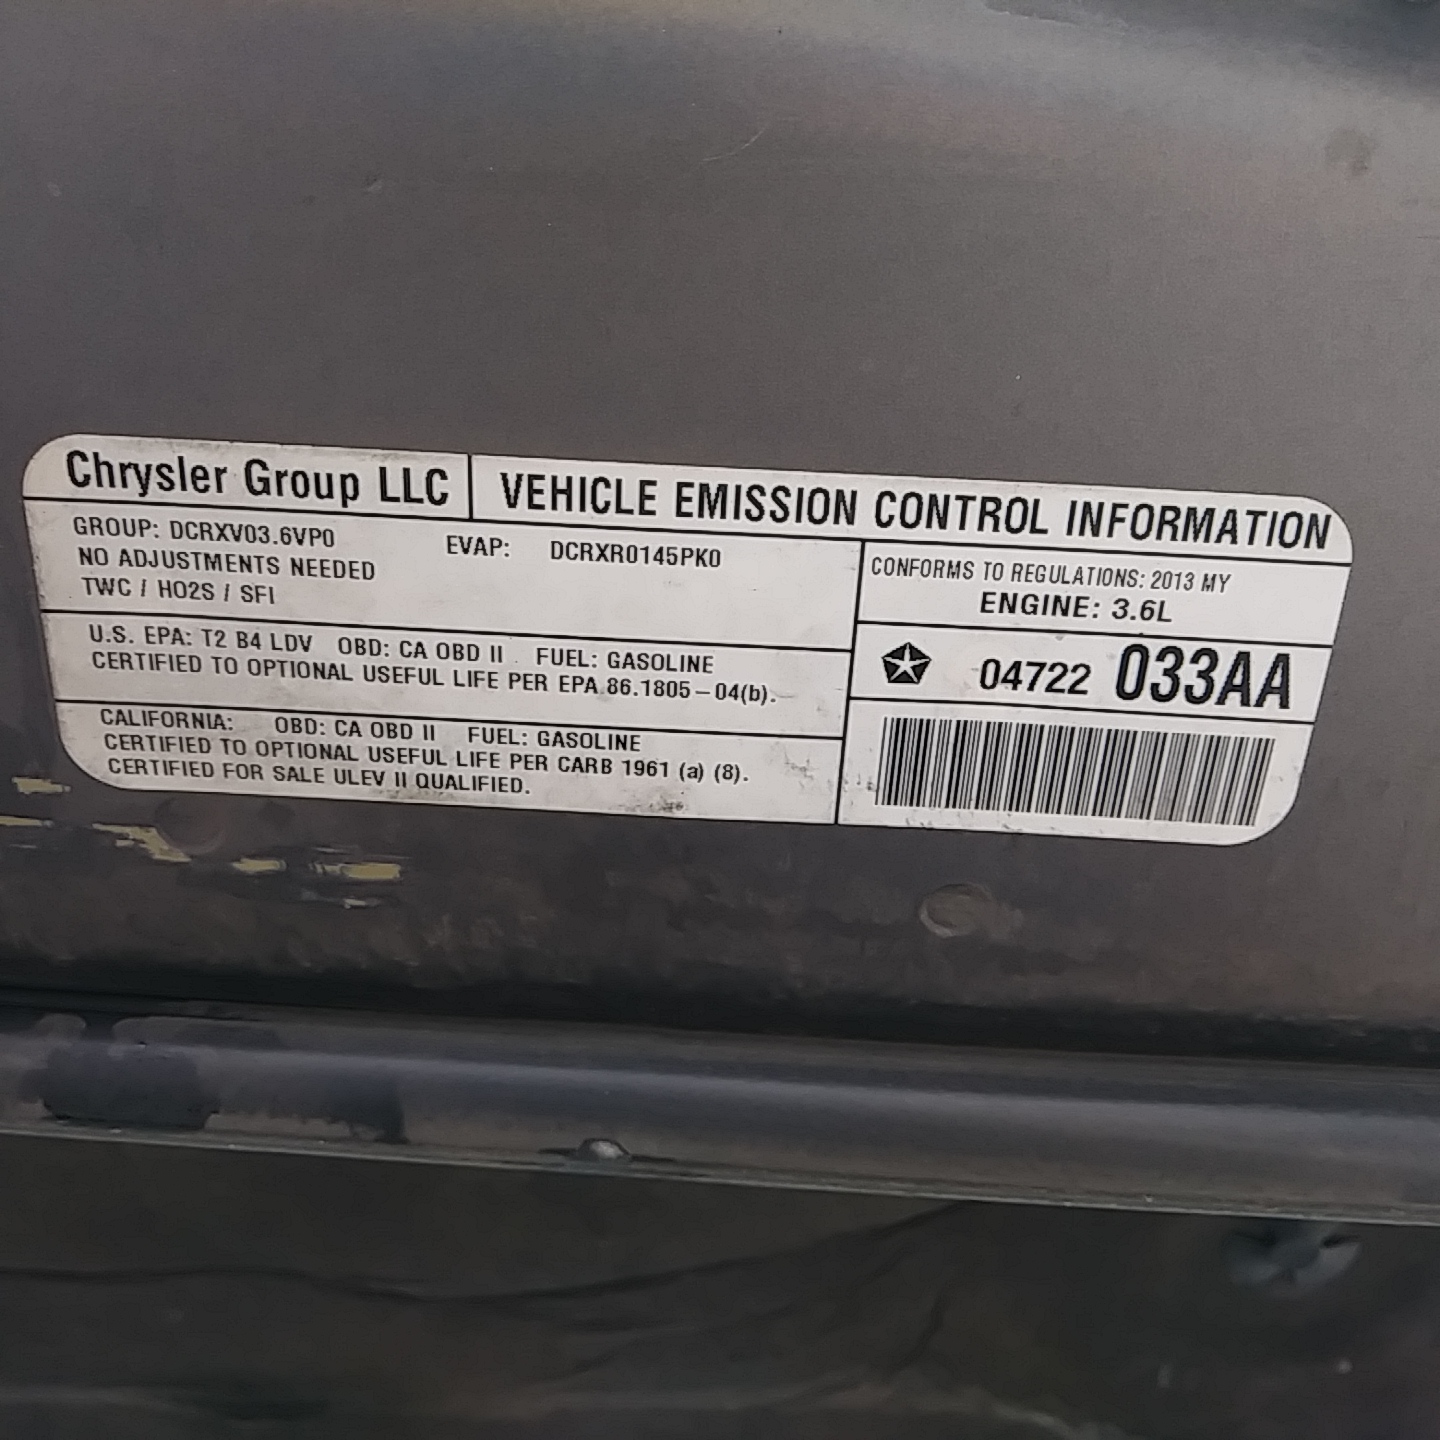 Chrysler Group LLC
VEHICLE EMISSION CONTROL INFORMATION
GROUP: DCRXV03.6VP0
EVAP: DCRXR0145PK0
NO ADJUSTMENTS NEEDED
TWC / HO2S / SFI
CONFORMS TO REGULATIONS: 2013 MY
ENGINE: 3.6L
U.S. EPA: T2 B4 LDV OBD: CA OBD II FUEL: GASOLINE
CERTIFIED TO OPTIONAL USEFUL LIFE PER EPA 86.1805-04(b).
04722 033AA
CALIFORNIA: OBD: CA OBD II FUEL: GASOLINE
CERTIFIED TO OPTIONAL USEFUL LIFE PER CARB 1961 (a) (8).
CERTIFIED FOR SALE ULEV II QUALIFIED.